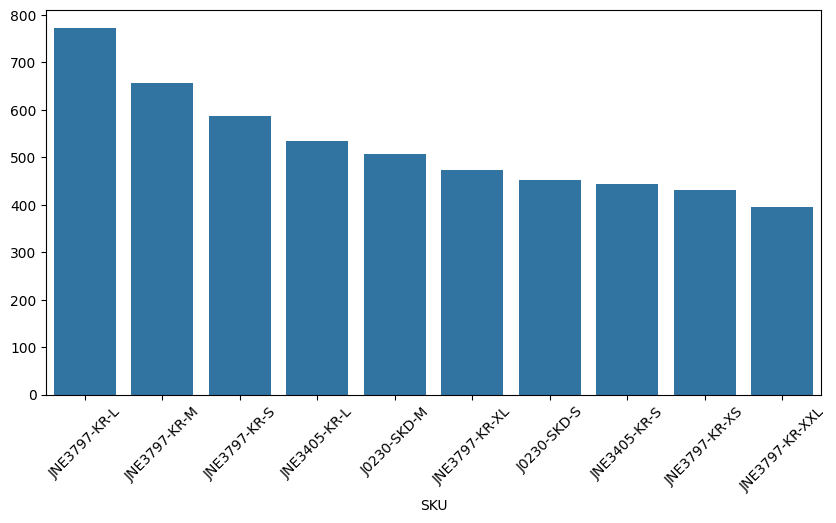 800
700
600
500
400
300
200
100
0
JNE3797-KR-L
JNE3797-KR-M
JNE3797-KR-S
JNE3405-KR-L
J0230-SKD-M
JNE3797-KR-XL
J0230-SKD-S
JNE3405-KR-S
JNE3797-KR-XS
JNE3797-KR-XXL
SKU